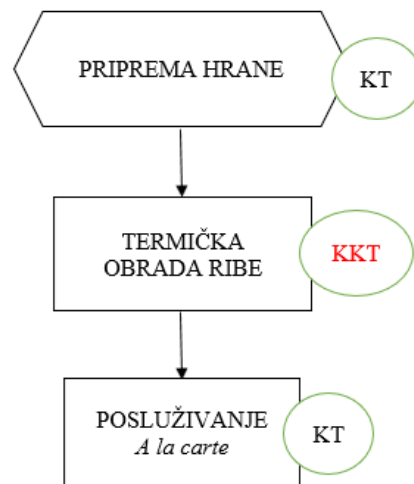 PRIPREMA HRANE
KT
TERMIČKA
OBRADA RIBE
KKT
POSLUŽIVANJE
A la carte
KT